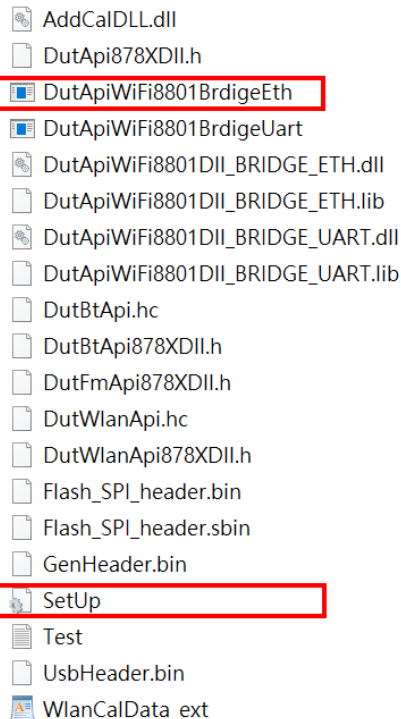 AddCalDLL.dll
DutApi878XDll.h
DutApiWiFi8801BrdigeEth
DutApiWiFi8801BrdigeUart
DutApiWiFi8801Dll_BRIDGE_ETH.dll
DutApiWiFi8801Dll_BRIDGE_ETH.lib
DutApiWiFi8801Dll_BRIDGE_UART.dll
DutApiWiFi8801Dll_BRIDGE_UART.lib
DutBtApi.hc
DutBtApi878XDll.h
DutFmApi878XDll.h
DutWlanApi.hc
DutWlanApi878XDll.h
Flash_SPI_header.bin
Flash_SPI_header.sbin
GenHeader.bin
SetUp
Test
UsbHeader.bin
WlanCalData_ext